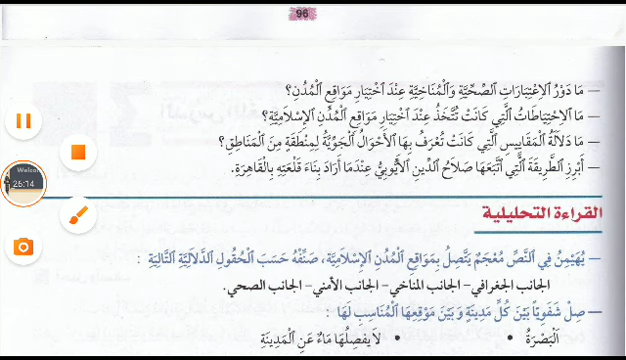 96
– مَا دَوْرُ الِاعْتِبَارَاتِ الصِّحِّيَّةِ وَالْمُنَاخِيَّةِ عِنْدَ اخْتِيَارِ مَوَاقِعِ الْمُدُنِ؟
– مَا الِاحْتِيَاطَاتُ الَّتِي كَانَتْ تُتَّخَذُ عِنْدَ اخْتِيَارِ مَوَاقِعِ الْمُدُنِ الْإِسْلَامِيَّةِ؟
– مَا دَلَالَةُ الْمَقَايِيسِ الَّتِي كَانَتْ تُعْرَفُ بِهَا الْأَحْوَالُ الْجَوِّيَّةُ لِمِنْطَقَةٍ مِنَ الْمَنَاطِقِ؟
– أَبْرِزِ الطَّرِيقَةَ الَّتِي اتَّبَعَهَا صَلَاحُ الدِّينِ الْأَيُّوبِيُّ عِنْدَمَا أَرَادَ بِنَاءَ قَلْعَتِهِ بِالْقَاهِرَةِ.
القراءة التحليلية
– يُهَيْمِنُ فِي النَّصِّ مُعْجَمٌ يَتَّصِلُ بِمَوَاقِعِ الْمُدُنِ الْإِسْلَامِيَّةِ، صَنِّفْهُ حَسَبَ الْحُقُولِ الدَّلَالِيَّةِ التَّالِيَةِ :
الجانب الجغرافي – الجانب المناخي – الجانب الأمني – الجانب الصحي.
– صِلْ شَفَوِيّاً بَيْنَ كُلِّ مَدِينَةٍ وَبَيْنَ مَوْقِعِهَا الْمُنَاسِبِ لَهَا :
الْبَصْرَةُ • • لَا يَفْصِلُهَا مَاءٌ عَنِ الْمَدِينَةِ
Welcome
26:14